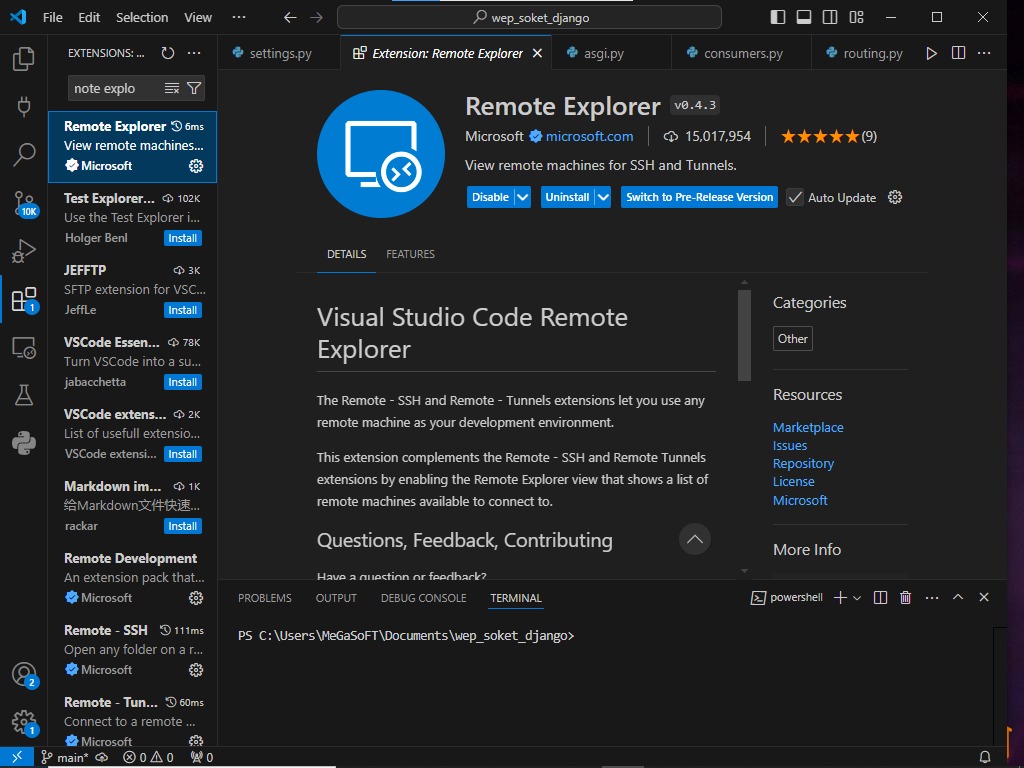 File Edit Selection View ··· wep_soket_django
EXTENSIONS: ...
note explo
Remote Explorer 6ms
View remote machines...
Microsoft
Test Explorer... 102K
Use the Test Explorer i...
Holger Benl Install
JEFFTP 3K
SFTP extension for VSC...
JeffLe Install
VSCode Essen... 78K
Turn VSCode into a su...
jabacchetta Install
VSCode extens... 2K
List of usefull extensio...
VSCode extensi... Install
Markdown im... 1K
给Markdown文件快速...
rackar Install
Remote Development
An extension pack that...
Microsoft
Remote - SSH 111ms
Open any folder on a r...
Microsoft
Remote - Tun... 60ms
Connect to a remote ...
Microsoft
10K
1
2
1
settings.py Extension: Remote Explorer asgi.py consumers.py routing.py
Remote Explorer v0.4.3
Microsoft microsoft.com 15,017,954 (9)
View remote machines for SSH and Tunnels.
Disable Uninstall Switch to Pre-Release Version Auto Update
DETAILS FEATURES
Visual Studio Code Remote
Explorer
The Remote - SSH and Remote - Tunnels extensions let you use any
remote machine as your development environment.
This extension complements the Remote - SSH and Remote Tunnels
extensions by enabling the Remote Explorer view that shows a list of
remote machines available to connect to.
Questions, Feedback, Contributing
Have a question or feedback?
Categories
Other
Resources
Marketplace
Issues
Repository
License
Microsoft
More Info
PROBLEMS OUTPUT DEBUG CONSOLE TERMINAL powershell
PS C:\Users\MeGaSoFT\Documents\wep_soket_django>
main* 0 0 0